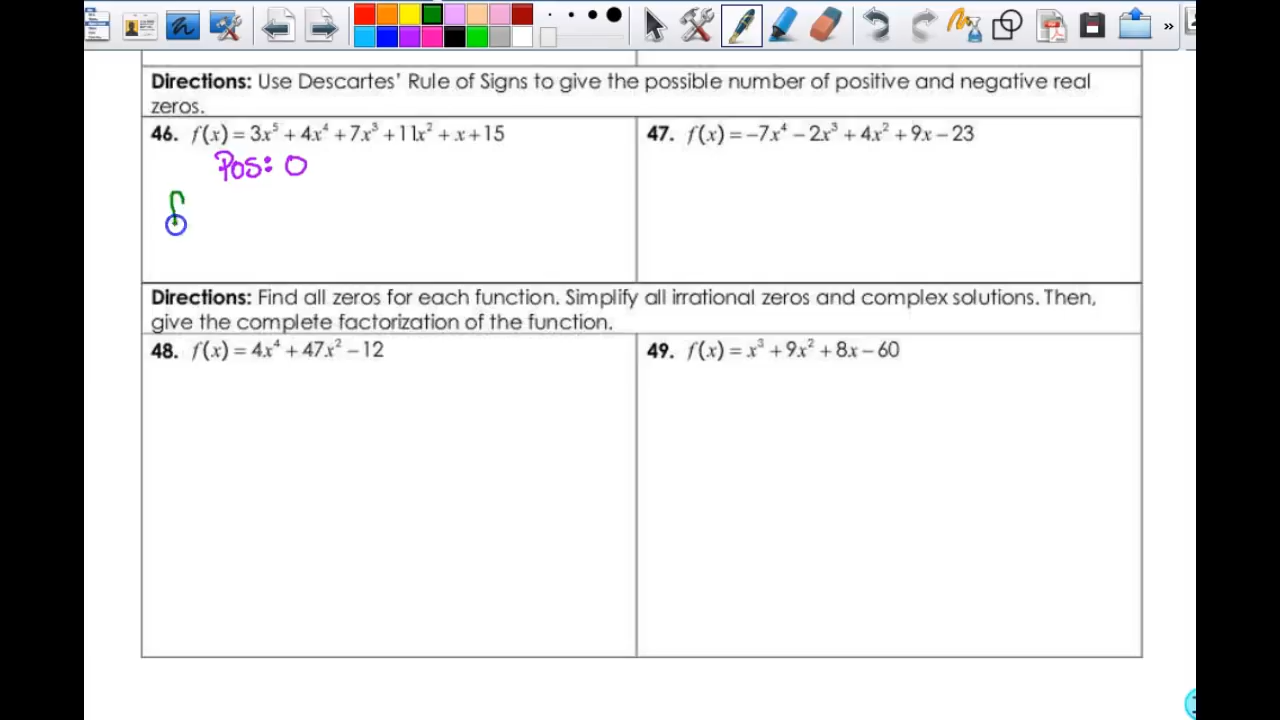 Directions: Use Descartes' Rule of Signs to give the possible number of positive and negative real
zeros.
46. f(x) = 3x⁵ + 4x⁴ + 7x³ + 11x² + x + 15
Pos: 0
f
47. f(x) = −7x⁴ − 2x³ + 4x² + 9x − 23
Directions: Find all zeros for each function. Simplify all irrational zeros and complex solutions. Then,
give the complete factorization of the function.
48. f(x) = 4x⁴ + 47x² − 12
49. f(x) = x³ + 9x² + 8x − 60